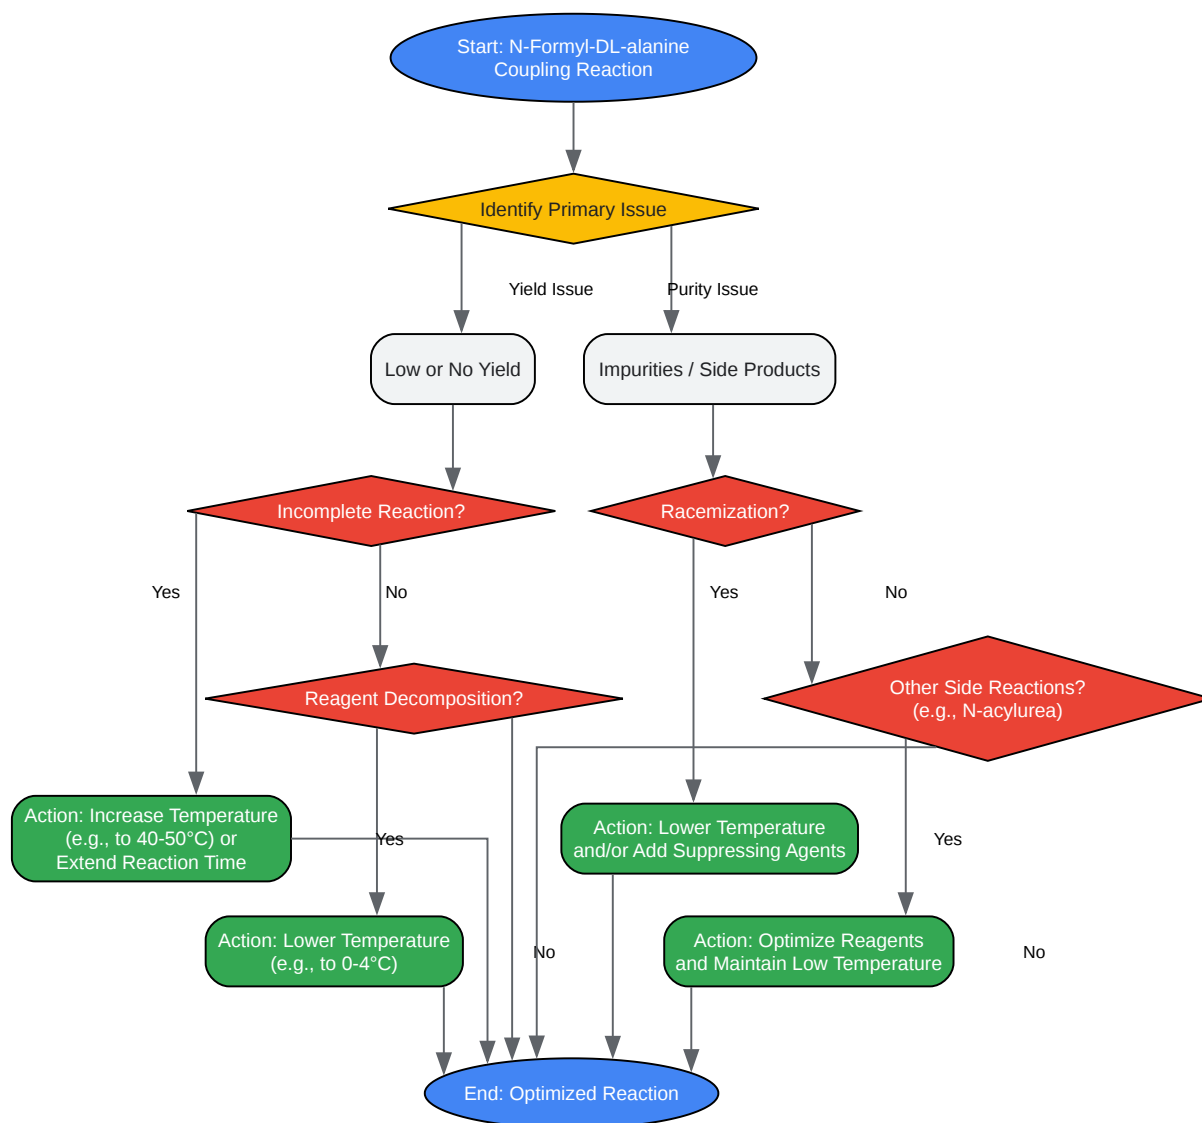 Start: N-Formyl-DL-alanine
Coupling Reaction
Identify Primary Issue
Yield Issue
Purity Issue
Low or No Yield
Impurities / Side Products
Incomplete Reaction?
Racemization?
Yes
No
Yes
No
Reagent Decomposition?
Other Side Reactions?
(e.g., N-acylurea)
Action: Increase Temperature
(e.g., to 40-50°C) or
Extend Reaction Time
Yes
Action: Lower Temperature
and/or Add Suppressing Agents
Yes
Action: Lower Temperature
(e.g., to 0-4°C)
No
Action: Optimize Reagents
and Maintain Low Temperature
No
End: Optimized Reaction